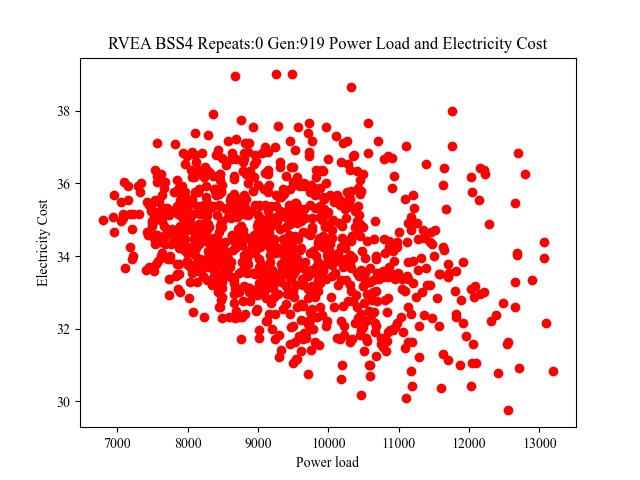 RVEA BSS4 Repeats:0 Gen:919 Power Load and Electricity Cost
38
36
34
32
30
Electricity Cost
7000 8000 9000 10000 11000 12000 13000
Power load